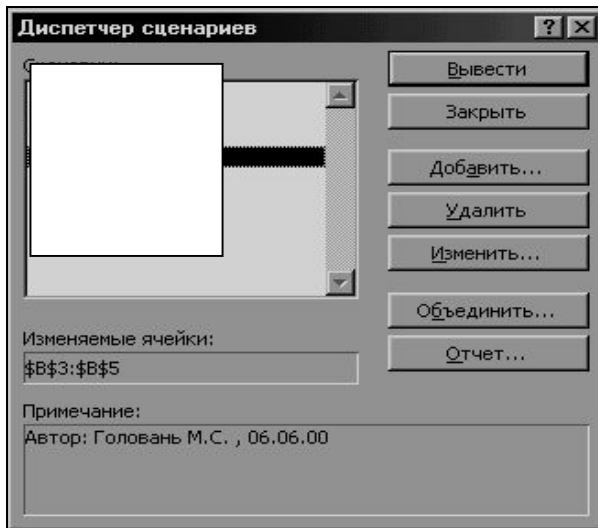 Диспетчер сценариев
Вывести
Закрыть
Добавить...
Удалить
Изменить...
Объединить...
Отчет...
Изменяемые ячейки:
$B$3:$B$5
Примечание:
Автор: Головань М.С. , 06.06.00